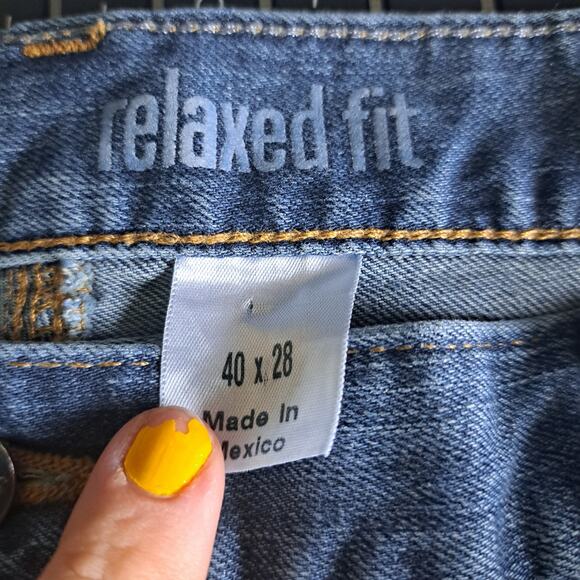 relaxed fit
40 x 28
Made In
Mexico